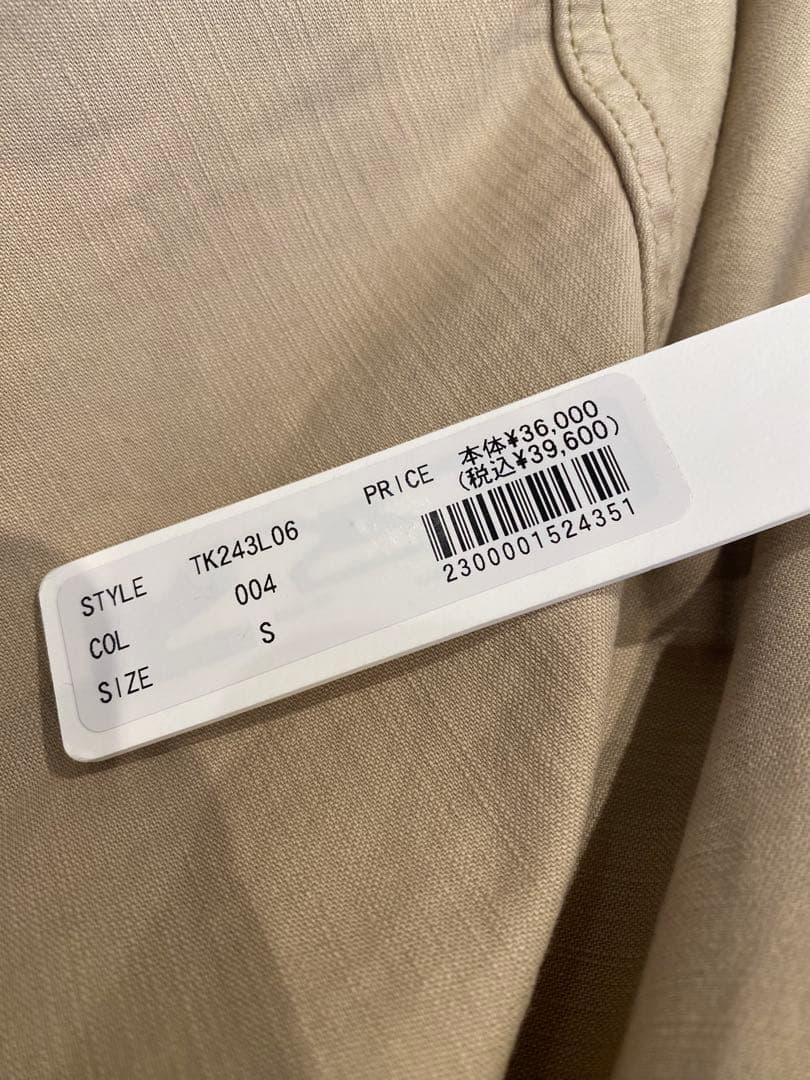 STYLE TK243L06
COL 004
SIZE S
PRICE 本体¥36,000
(税込¥39,600)
2300001524351